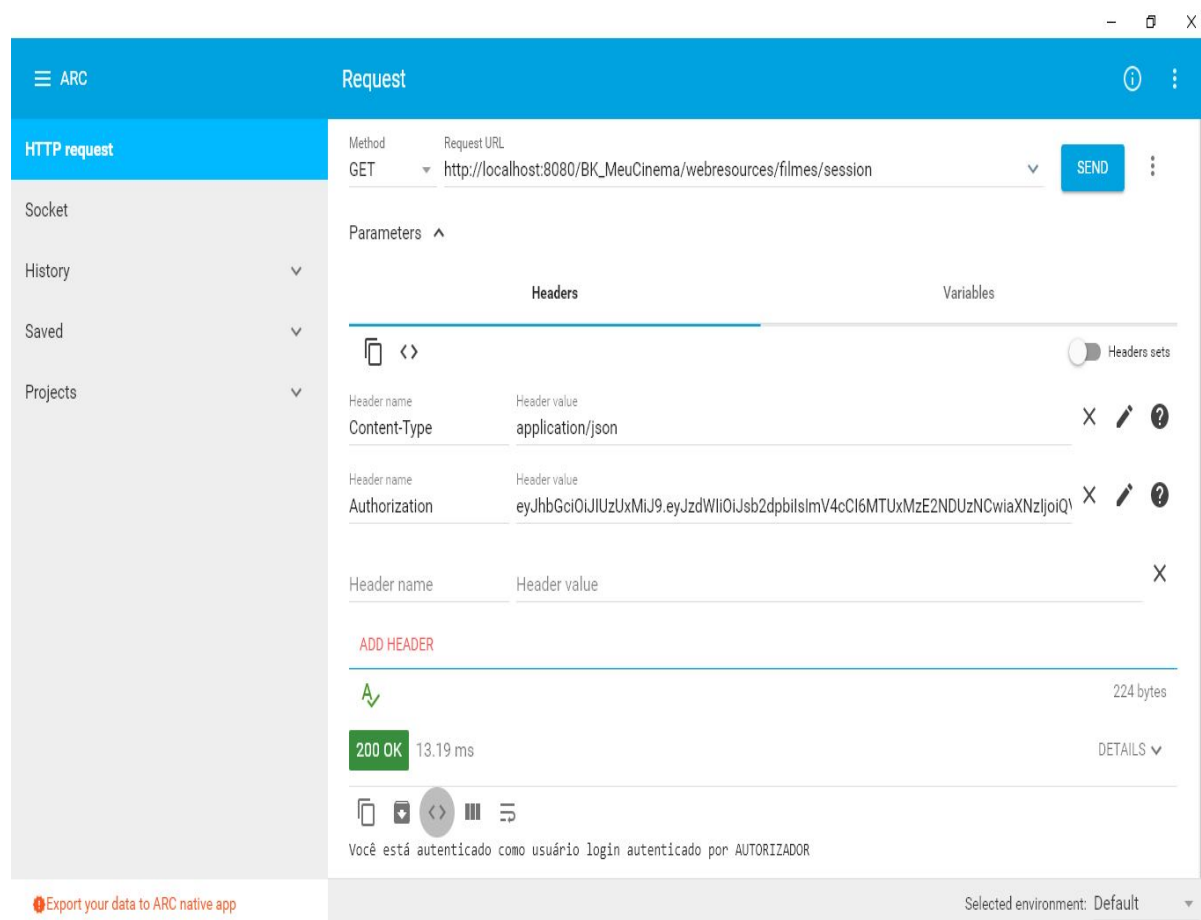 ARC
Request
HTTP request
Socket
History
Saved
Projects
Method
Request URL
GET
http://localhost:8080/BK_MeuCinema/webresources/filmes/session
SEND
Parameters
Headers
Variables
Headers sets
Header name
Header value
Content-Type
application/json
Header name
Header value
Authorization
eyJhbGciOiJIUzUxMiJ9.eyJzdWIiOiJsb2dpbiIsImV4cCI6MTUxMzE2NDUzNCwiaXNzIjoiQV
Header name
Header value
ADD HEADER
224 bytes
200 OK 13.19 ms
DETAILS
Você está autenticado como usuário login autenticado por AUTORIZADOR
Export your data to ARC native app
Selected environment: Default